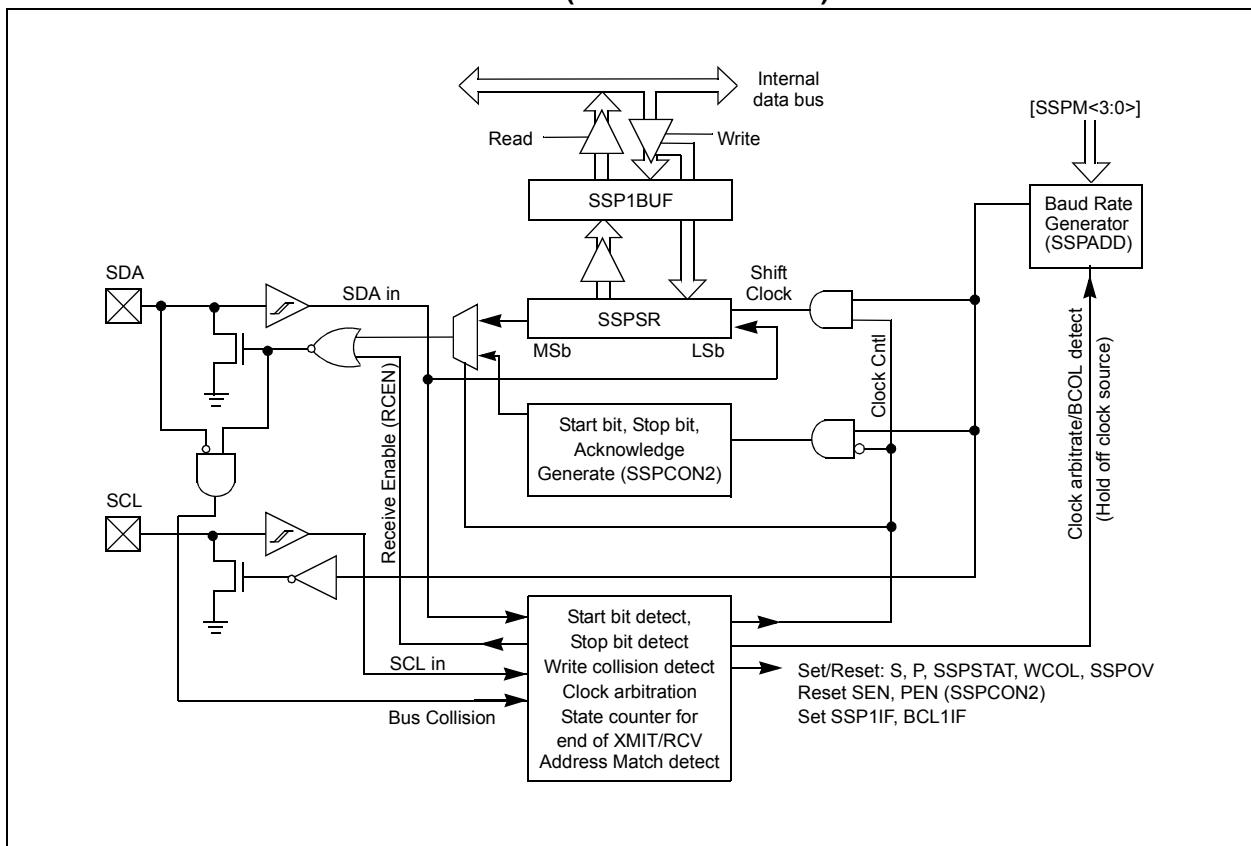 Internal
data bus
[SSPM<3:0>]
Read
Write
SSP1BUF
Baud Rate
Generator
(SSPADD)
SDA
Shift
Clock
SDA in
SSPSR
MSb
LSb
Clock Cntl
Receive Enable (RCEN)
Start bit, Stop bit,
Acknowledge
Generate (SSPCON2)
Clock arbitrate/BCOL detect
(Hold off clock source)
SCL
SCL in
Bus Collision
Start bit detect,
Stop bit detect
Write collision detect
Clock arbitration
State counter for
end of XMIT/RCV
Address Match detect
Set/Reset: S, P, SSPSTAT, WCOL, SSPOV
Reset SEN, PEN (SSPCON2)
Set SSP1IF, BCL1IF